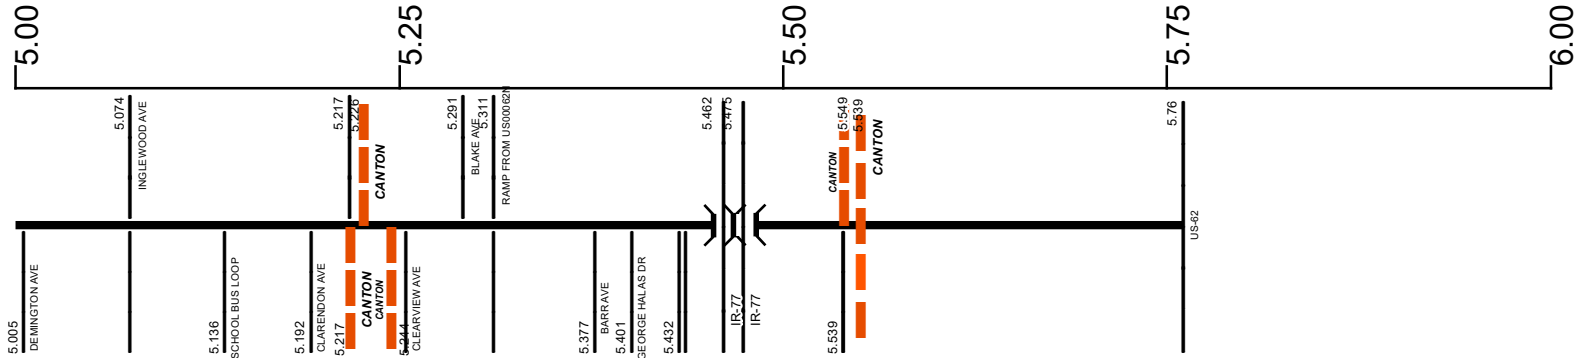 5.00
5.25
5.50
5.75
6.00
5.074
INGLEWOOD AVE
5.217
5.226
CANTON
5.291
BLAKE AVE
5.311
RAMP FROM US00062N
5.462
5.475
5.549
CANTON
5.539
CANTON
5.76
US-62
5.005
DEMINGTON AVE
5.136
SCHOOL BUS LOOP
5.192
CLARENDON AVE
5.217
CANTON
CANTON
5.244
CLEARVIEW AVE
5.377
BARR AVE
5.401
GEORGE HALAS DR
5.432
IR-77
IR-77
5.539